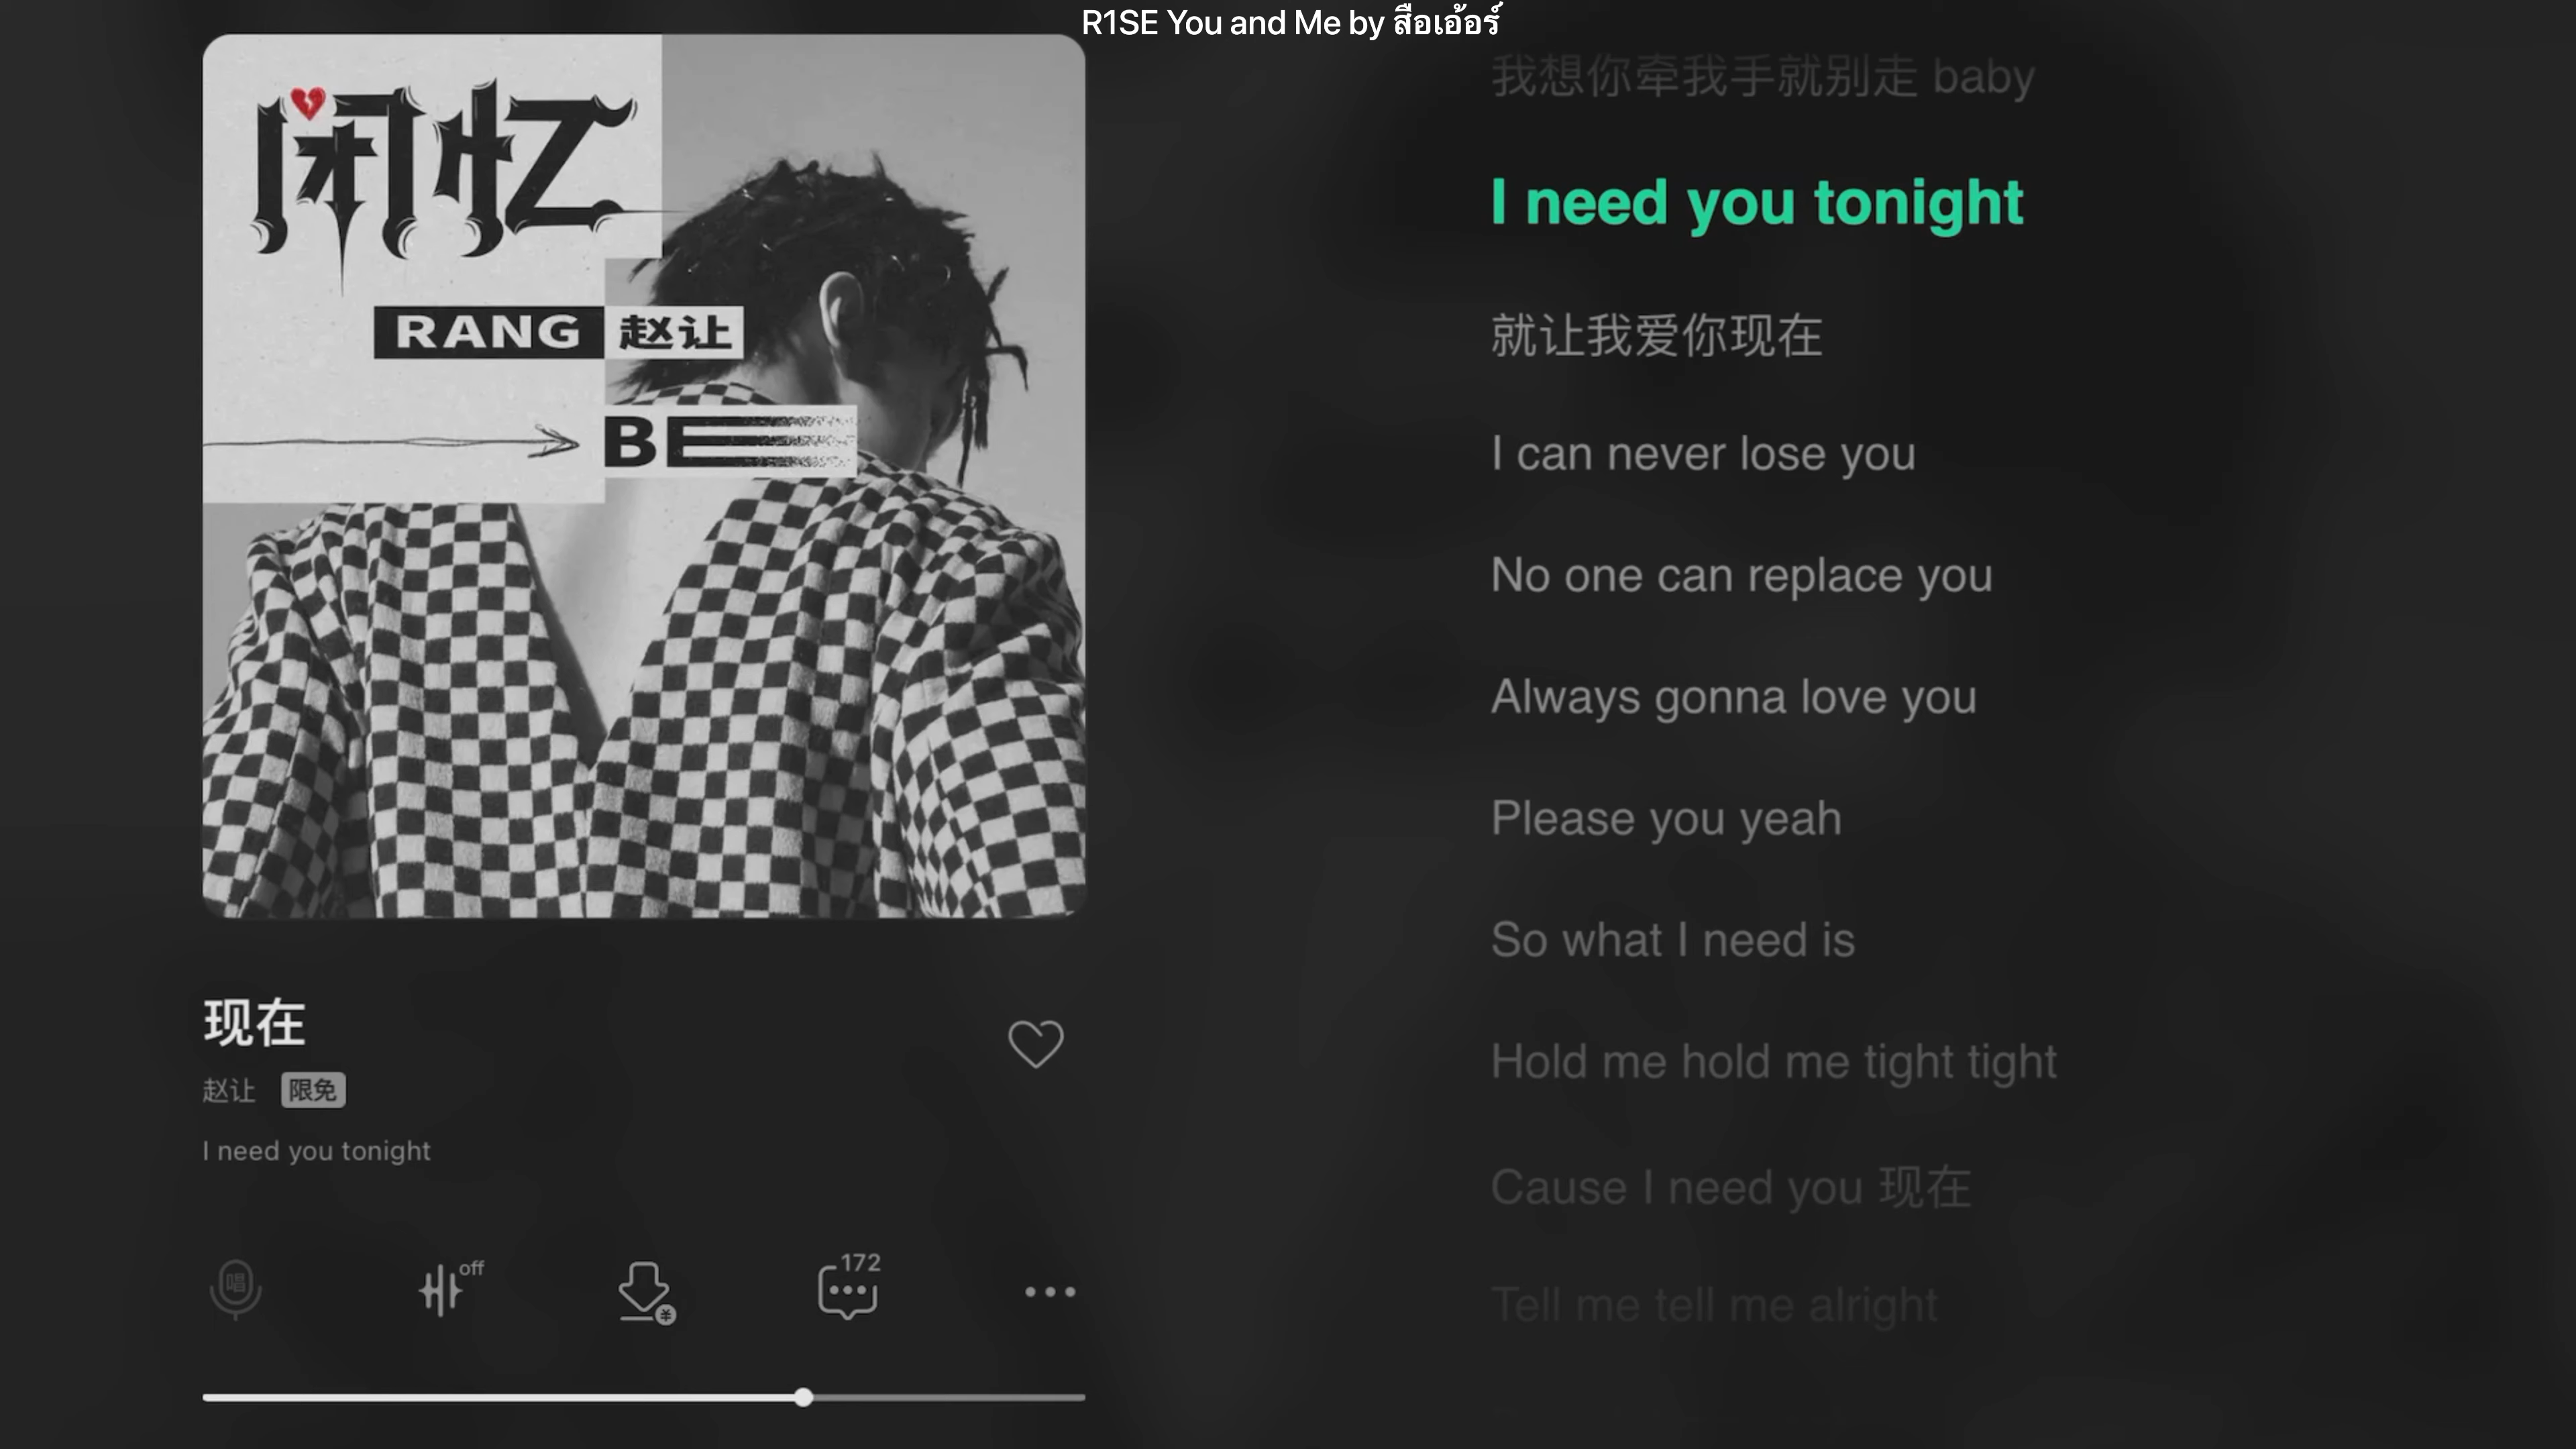 R1SE You and Me by สือเอ้อร์
闭忆
RANG 赵让
BE
现在
赵让 限免
I need you tonight
唱
off
172
我想你牵我手就别走 baby
I need you tonight
就让我爱你现在
I can never lose you
No one can replace you
Always gonna love you
Please you yeah
So what I need is
Hold me hold me tight tight
Cause I need you 现在
Tell me tell me alright